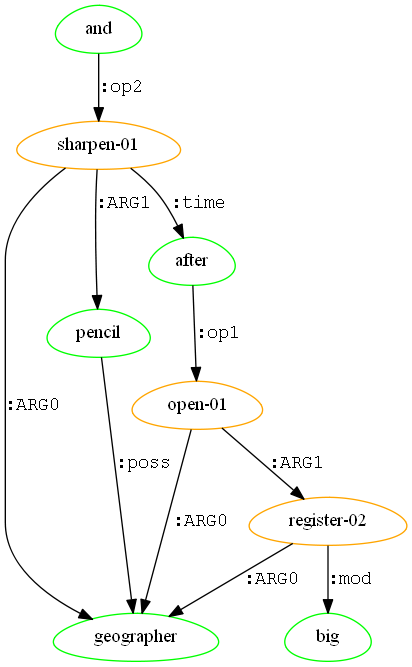 and
:op2
sharpen-01
:ARG1
:time
after
:op1
pencil
open-01
:ARG0
:poss
:ARG1
:ARG0
register-02
:ARG0
:mod
geographer
big